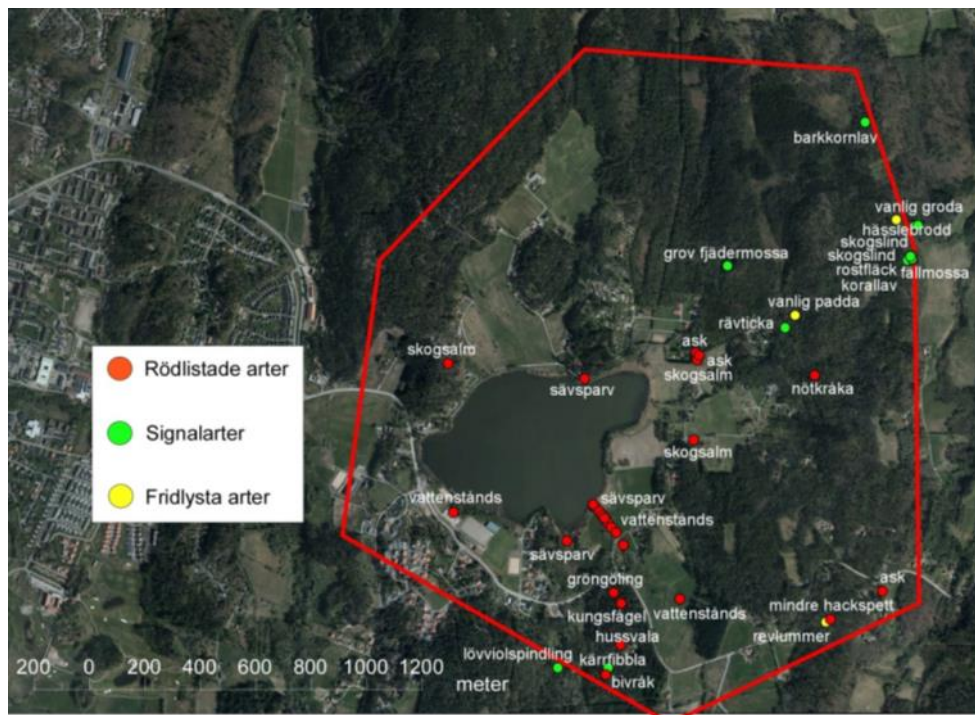 barkkornlav
vanlig groda
hässlebrodd
skogslind
grov fjädermossa
skogslind
rostfläck
fällmossa
korallav
vanlig padda
rävticka
ask
skogsalm
ask
Rödlistade arter
skogsalm
sävsparv
nötkråka
Signalarter
skogsalm
Fridlysta arter
vattenstånds
sävsparv
vattenstånds
sävsparv
gröngöling
ask
kungsfågel
vattenstånds
mindre hackspett
hussvala
revlummer
lövviolspindling
kärrfibbla
200 0 200 400 600 800 1000 1200
meter
bivråk